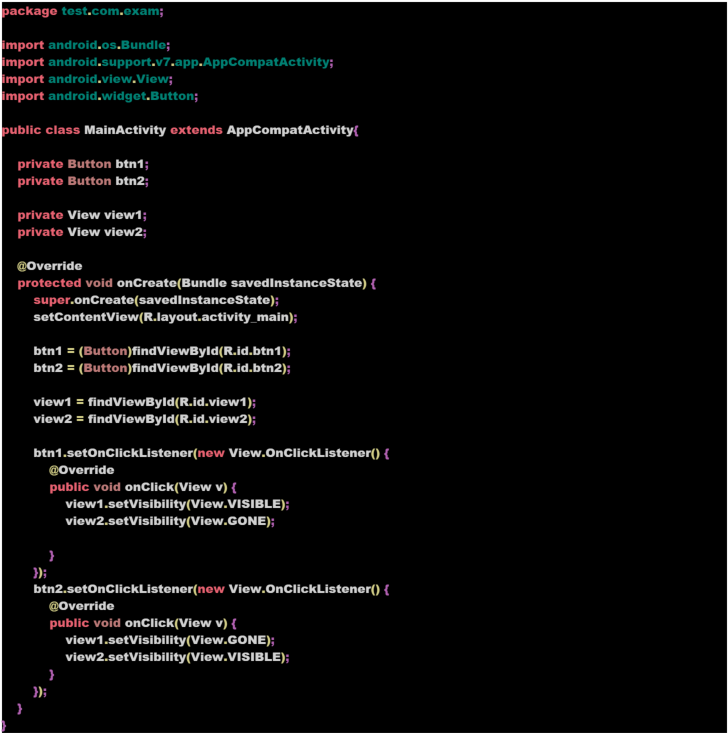 package test.com.exam;
import android.os.Bundle;
import android.support.v7.app.AppCompatActivity;
import android.view.View;
import android.widget.Button;
public class MainActivity extends AppCompatActivity{
private Button btn1;
private Button btn2;
private View view1;
private View view2;
@Override
protected void onCreate(Bundle savedInstanceState) {
super.onCreate(savedInstanceState);
setContentView(R.layout.activity_main);
btn1 = (Button)findViewById(R.id.btn1);
btn2 = (Button)findViewById(R.id.btn2);
view1 = findViewById(R.id.view1);
view2 = findViewById(R.id.view2);
btn1.setOnClickListener(new View.OnClickListener() {
@Override
public void onClick(View v) {
view1.setVisibility(View.VISIBLE);
view2.setVisibility(View.GONE);
}
});
btn2.setOnClickListener(new View.OnClickListener() {
@Override
public void onClick(View v) {
view1.setVisibility(View.GONE);
view2.setVisibility(View.VISIBLE);
}
});
}
}